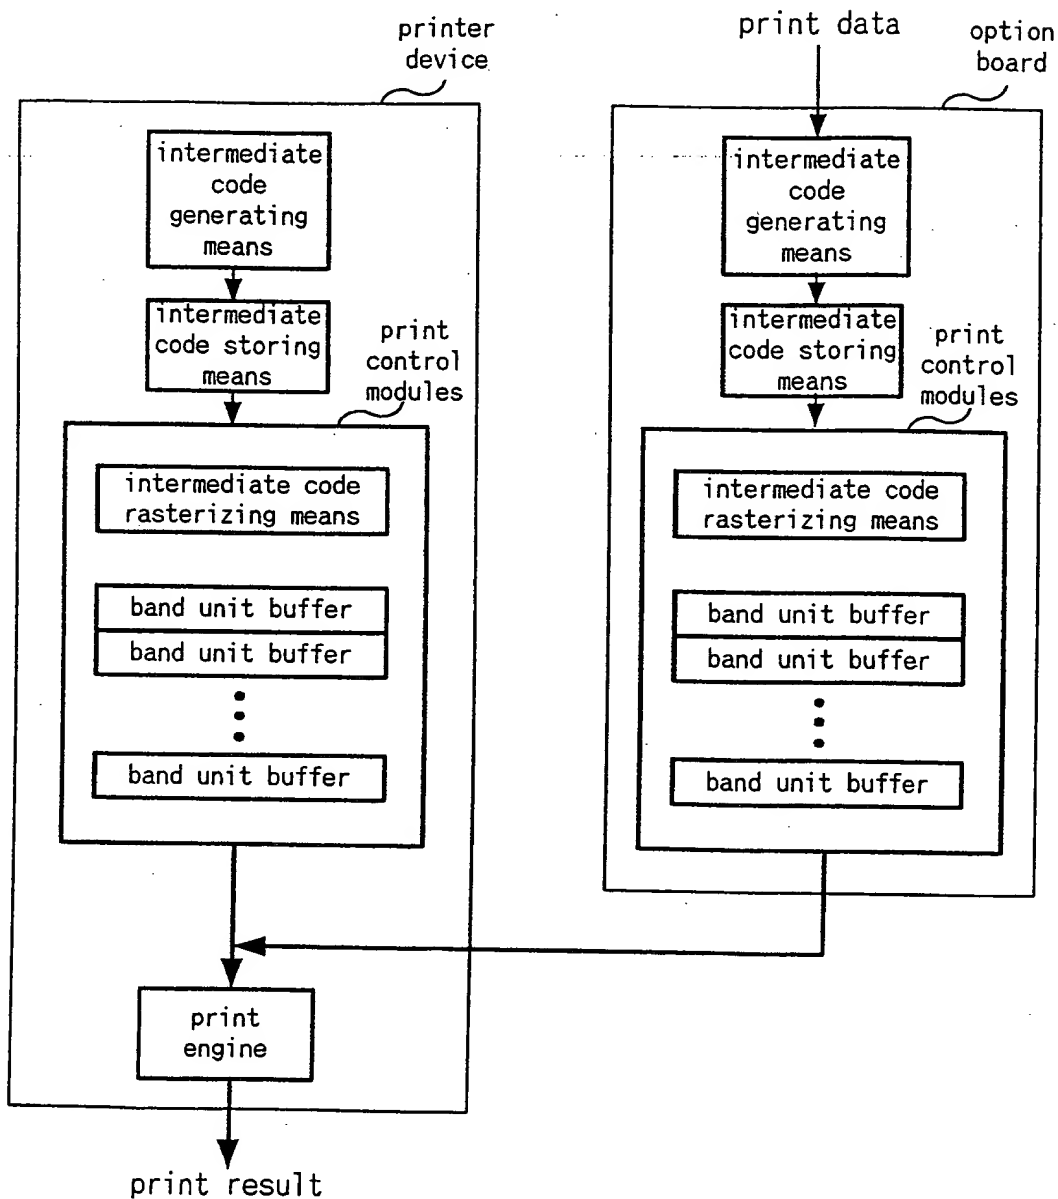 printer
device
intermediate
code
generating
means
intermediate
code storing
means
print
control
modules
intermediate code
rasterizing means
band unit buffer
band unit buffer
band unit buffer
print
engine
print result
print data
option
board
intermediate
code
generating
means
intermediate
code storing
means
print
control
modules
intermediate code
rasterizing means
band unit buffer
band unit buffer
band unit buffer